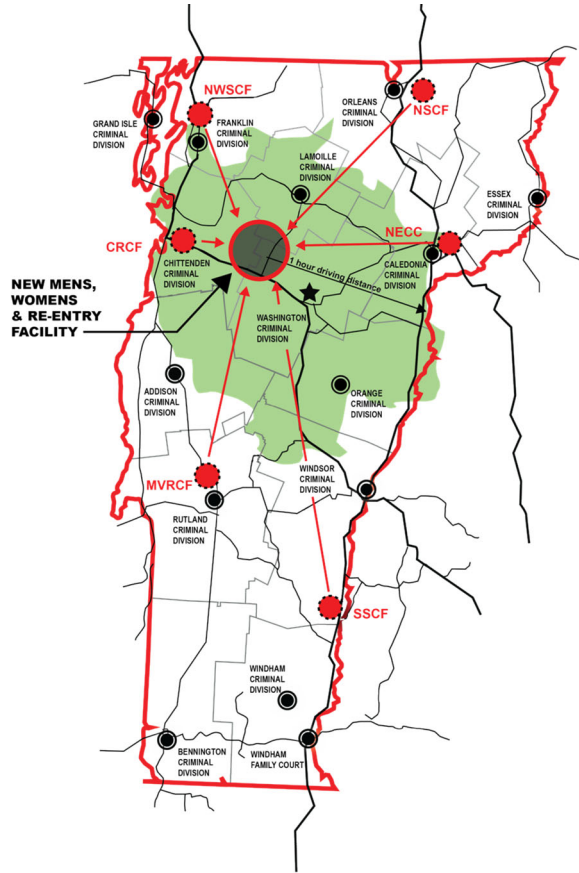 NWSCF
ORLEANS
CRIMINAL
DIVISION
NSCF
GRAND ISLE
CRIMINAL
DIVISION
FRANKLIN
CRIMINAL
DIVISION
LAMOILLE
CRIMINAL
DIVISION
ESSEX
CRIMINAL
DIVISION
CRCF
NECC
CHITTENDEN
CRIMINAL
DIVISION
1 hour driving distance
CALEDONIA
CRIMINAL
DIVISION
NEW MENS,
WOMENS
& RE-ENTRY
FACILITY
WASHINGTON
CRIMINAL
DIVISION
ADDISON
CRIMINAL
DIVISION
ORANGE
CRIMINAL
DIVISION
MVRCF
WINDSOR
CRIMINAL
DIVISION
RUTLAND
CRIMINAL
DIVISION
SSCF
WINDHAM
CRIMINAL
DIVISION
BENNINGTON
CRIMINAL
DIVISION
WINDHAM
FAMILY COURT